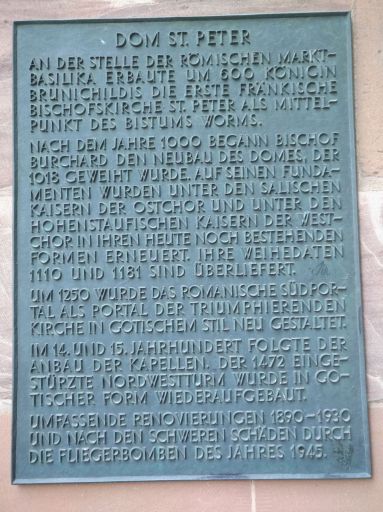 DOM ST. PETER
AN DER STELLE DER RÖMISCHEN MARKT-
BASILIKA ERBAUTE UM 600 KÖNIGIN
BRUNICHILDIS DIE ERSTE FRÄNKISCHE
BISCHOFSKIRCHE ST. PETER ALS MITTEL-
PUNKT DES BISTUMS WORMS.
NACH DEM JAHRE 1000 BEGANN BISCHOF
BURCHARD DEN NEUBAU DES DOMES, DER
1018 GEWEIHT WURDE. AUF SEINEN FUNDA-
MENTEN WURDEN UNTER DEN SALISCHEN
KAISERN DER OSTCHOR UND UNTER DEN
HOHENSTAUFISCHEN KAISERN DER WEST-
CHOR IN IHREN HEUTE NOCH BESTEHENDEN
FORMEN ERNEUERT. IHRE WEIHEDATEN
1110 UND 1181 SIND ÜBERLIEFERT.
UM 1250 WURDE DAS ROMANISCHE SÜDPOR-
TAL ALS PORTAL DER TRIUMPHIERENDEN
KIRCHE IN GOTISCHEM STIL NEU GESTALTET.
IM 14. UND 15. JAHRHUNDERT FOLGTE DER
ANBAU DER KAPELLEN. DER 1472 EINGE-
STÜRZTE NORDWESTTURM WURDE IN GO-
TISCHER FORM WIEDERAUFGEBAUT.
UMFASSENDE RENOVIERUNGEN 1890-1930
UND NACH DEN SCHWEREN SCHÄDEN DURCH
DIE FLIEGERBOMBEN DES JAHRES 1945.